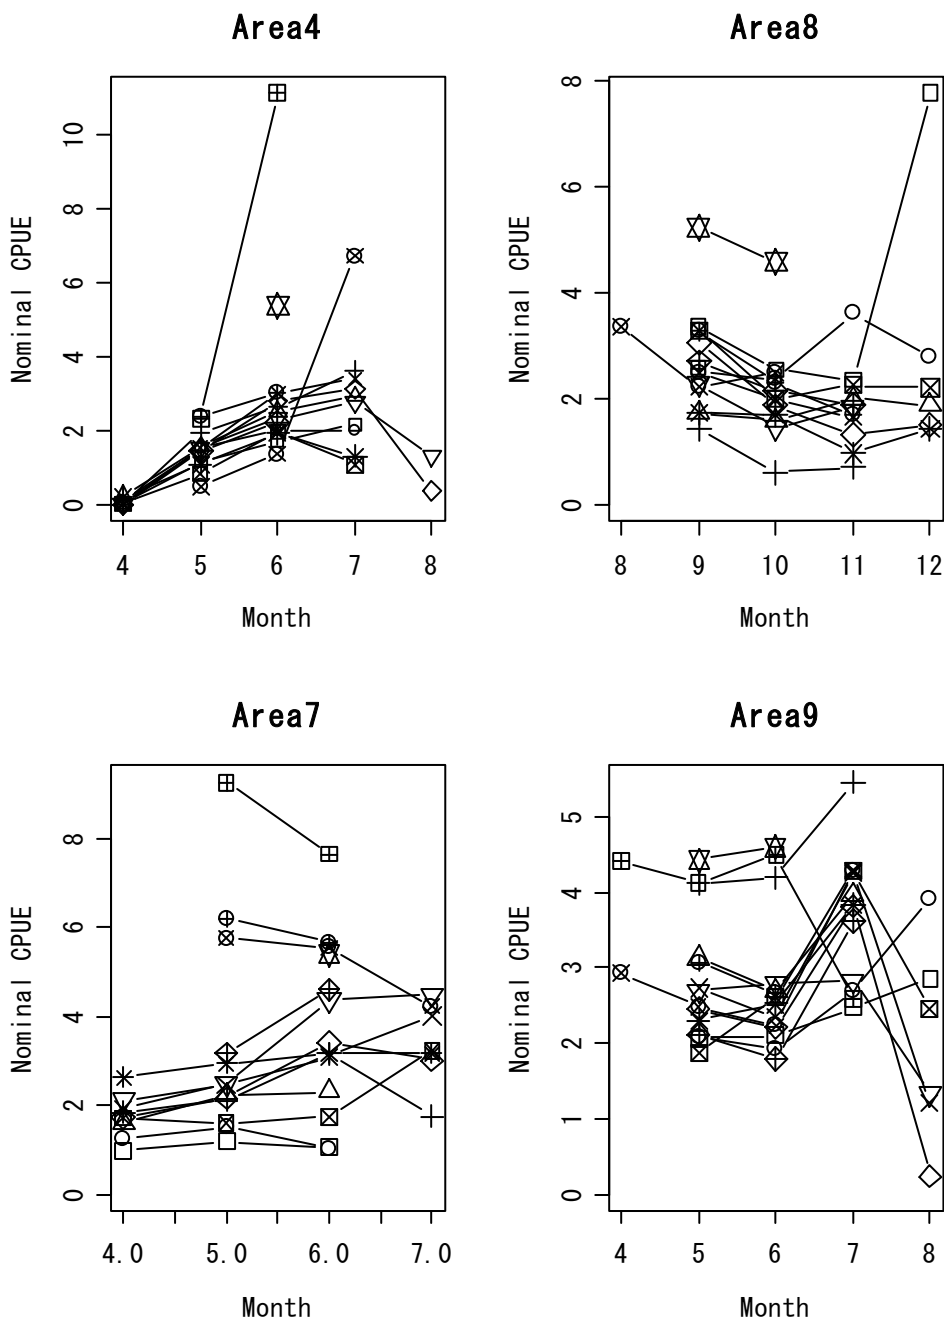 Area4
Nominal CPUE
0 2 4 6 8 10
4 5 6 7 8
Month
Area8
Nominal CPUE
0 2 4 6 8
8 9 10 11 12
Month
Area7
Nominal CPUE
0 2 4 6 8
4.0 5.0 6.0 7.0
Month
Area9
Nominal CPUE
0 1 2 3 4 5
4 5 6 7 8
Month